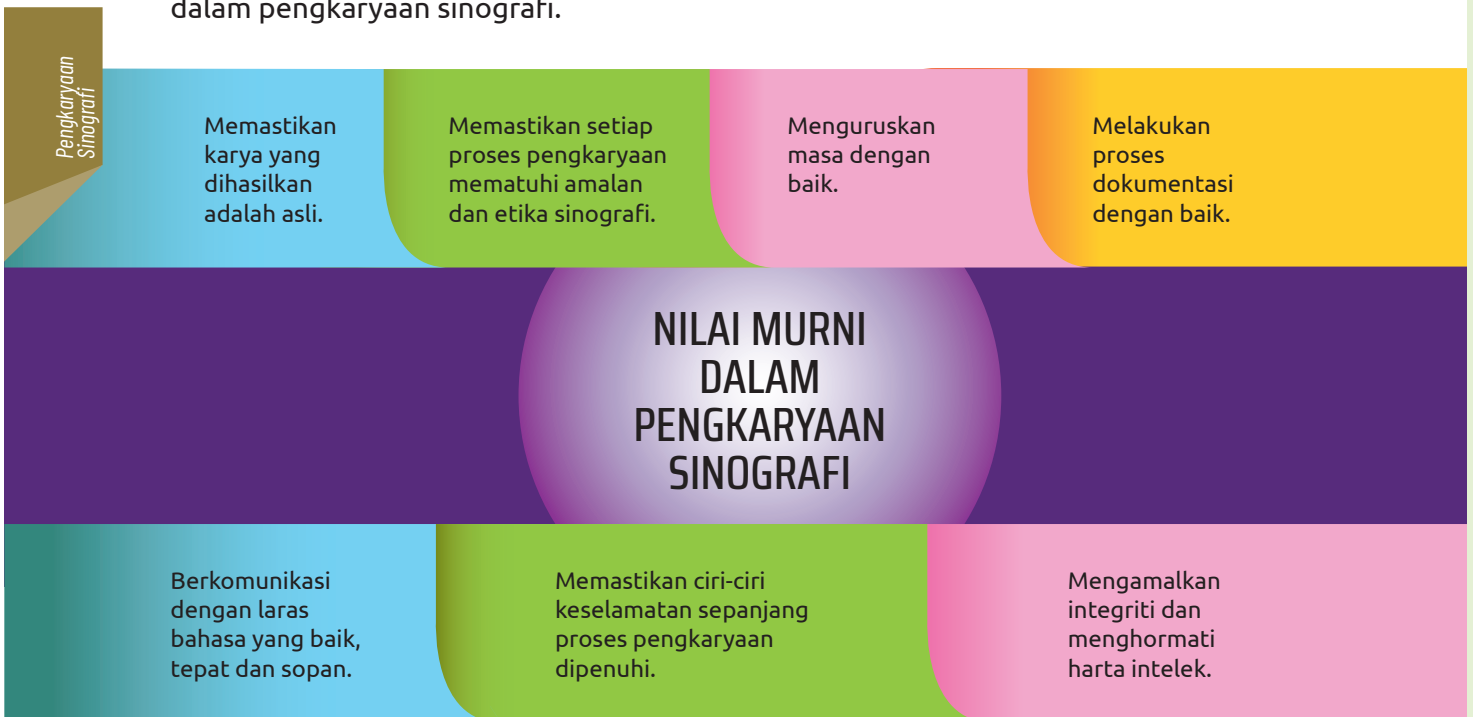 dalam pengkaryaan sinografi.
Pengkaryaan
Sinografi
Memastikan
karya yang
dihasilkan
adalah asli.
Memastikan setiap
proses pengkaryaan
mematuhi amalan
dan etika sinografi.
Menguruskan
masa dengan
baik.
Melakukan
proses
dokumentasi
dengan baik.
NILAI MURNI
DALAM
PENGKARYAAN
SINOGRAFI
Berkomunikasi
dengan laras
bahasa yang baik,
tepat dan sopan.
Memastikan ciri-ciri
keselamatan sepanjang
proses pengkaryaan
dipenuhi.
Mengamalkan
integriti dan
menghormati
harta intelek.